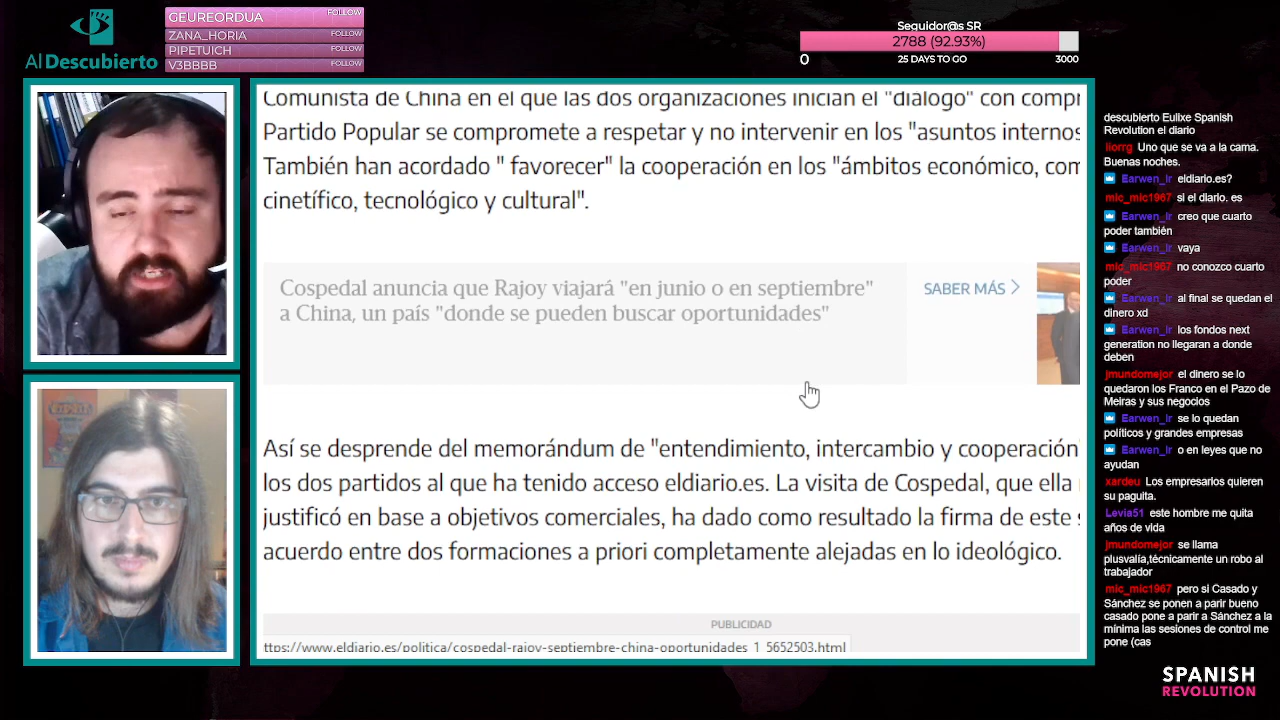 Al Descubierto
GEUREORDUA FOLLOW
ZANA_HORIA FOLLOW
PIPETUICH FOLLOW
V3BBBB FOLLOW
Seguidor@s SR
2788 (92.93%)
0 25 DAYS TO GO 3000
Comunista de China en el que las dos organizaciones inician el "diálogo" con compr
Partido Popular se compromete a respetar y no intervenir en los "asuntos internos
También han acordado " favorecer" la cooperación en los "ámbitos económico, com
cinetífico, tecnológico y cultural".
Cospedal anuncia que Rajoy viajará "en junio o en septiembre"
a China, un país "donde se pueden buscar oportunidades"
SABER MÁS
Así se desprende del memorándum de "entendimiento, intercambio y cooperación"
los dos partidos al que ha tenido acceso eldiario.es. La visita de Cospedal, que ella
justificó en base a objetivos comerciales, ha dado como resultado la firma de este s
acuerdo entre dos formaciones a priori completamente alejadas en lo ideológico.
PUBLICIDAD
ttps://www.eldiario.es/politica/cospedal-rajoy-septiembre-china-oportunidades_1_5652503.html
descubierto Eulixe Spanish
Revolution el diario
liorrg Uno que se va a la cama.
Buenas noches.
Earwen_lr eldiario.es?
mic_mic1967 si el diario. es
Earwen_lr creo que cuarto
poder también
Earwen_lr vaya
mic_mic1967 no conozco cuarto
poder
Earwen_lr al final se quedan el
dinero xd
Earwen_lr los fondos next
generation no llegaran a donde
deben
jmundomejor el dinero se lo
quedaron los Franco en el Pazo de
Meiras y sus negocios
Earwen_lr se lo quedan
políticos y grandes empresas
Earwen_lr o en leyes que no
ayudan
xardeu Los empresarios quieren
su paguita.
Levia51 este hombre me quita
años de vida
jmundomejor se llama
plusvalía,técnicamente un robo al
trabajador
mic_mic1967 pero si Casado y
Sánchez se ponen a parir bueno
casado pone a parir a Sánchez a la
mínima las sesiones de control me
pone (cas
SPANISH
REVOLUTION